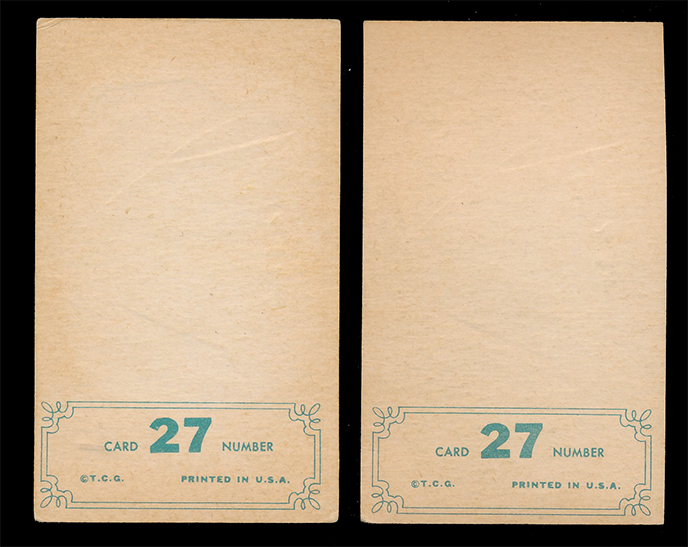 CARD 27 NUMBER
©T.C.G. PRINTED IN U.S.A.
CARD 27 NUMBER
©T.C.G. PRINTED IN U.S.A.